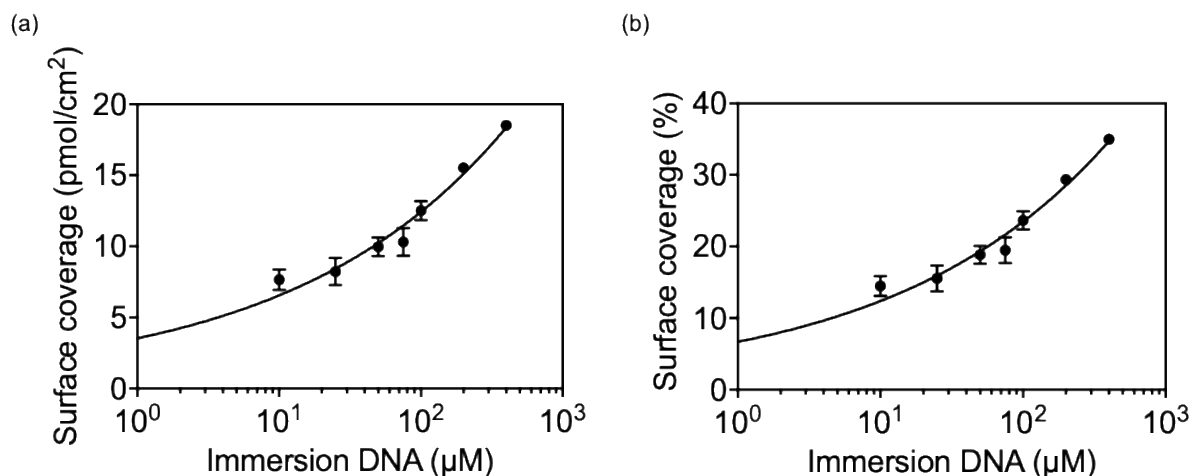 (a)
Surface coverage (pmol/cm²)
20
15
10
5
0
10⁰ 10¹ 10² 10³
Immersion DNA (µM)
(b)
Surface coverage (%)
40
30
20
10
0
10⁰ 10¹ 10² 10³
Immersion DNA (µM)